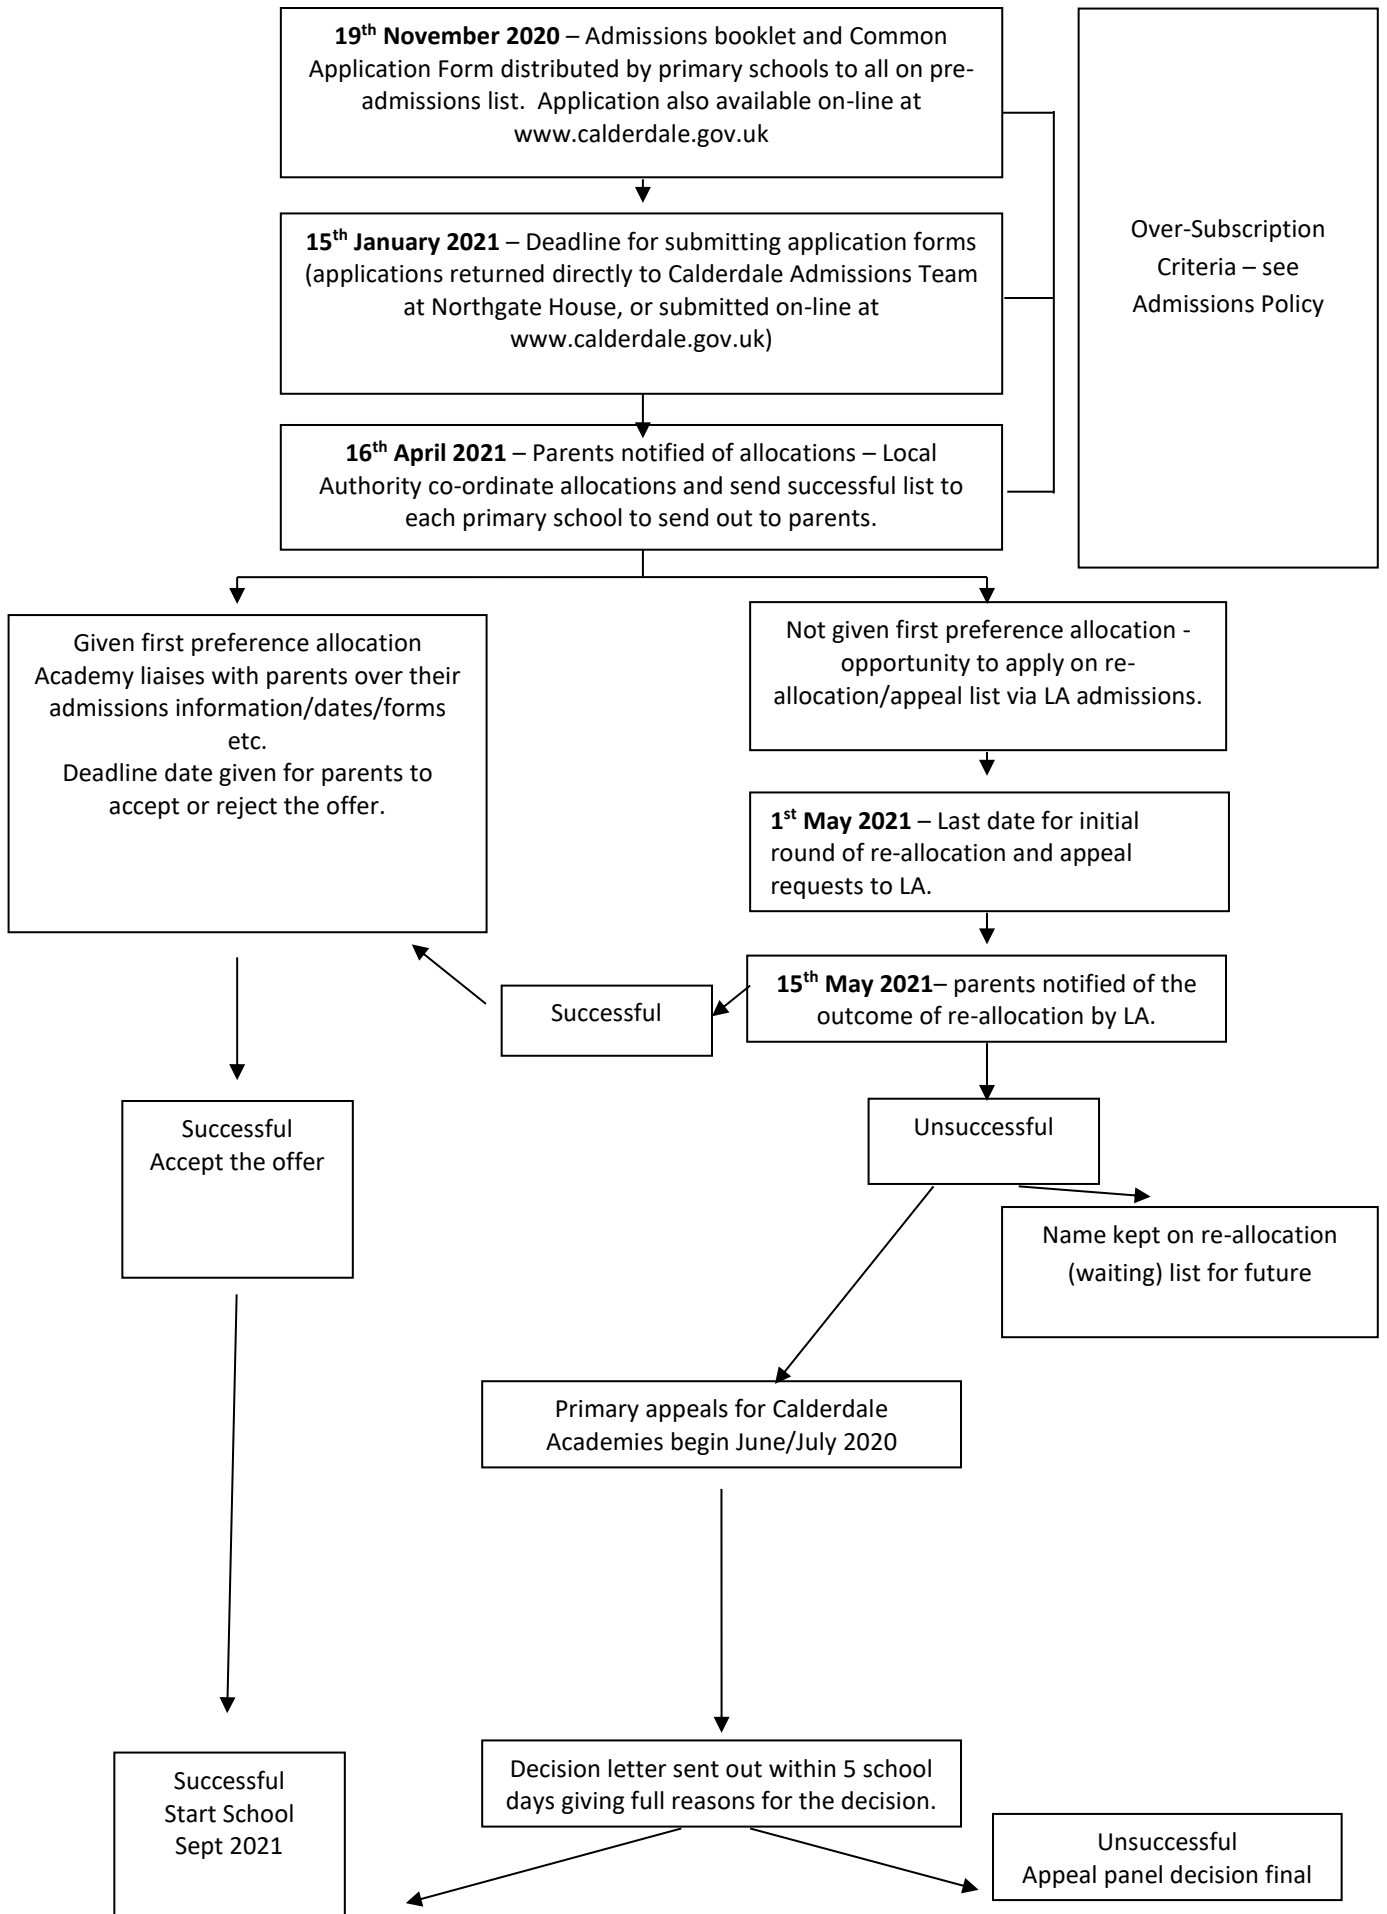 19th November 2020 – Admissions booklet and Common
Application Form distributed by primary schools to all on pre-
admissions list.  Application also available on-line at
www.calderdale.gov.uk
Over-Subscription
Criteria – see
Admissions Policy
15th January 2021 – Deadline for submitting application forms
(applications returned directly to Calderdale Admissions Team
at Northgate House, or submitted on-line at
www.calderdale.gov.uk)
16th April 2021 – Parents notified of allocations – Local
Authority co-ordinate allocations and send successful list to
each primary school to send out to parents.
Given first preference allocation
Academy liaises with parents over their
admissions information/dates/forms
etc.
Deadline date given for parents to
accept or reject the offer.
Not given first preference allocation -
opportunity to apply on re-
allocation/appeal list via LA admissions.
1st May 2021 – Last date for initial
round of re-allocation and appeal
requests to LA.
15th May 2021– parents notified of the
outcome of re-allocation by LA.
Successful
Successful
Accept the offer
Unsuccessful
Name kept on re-allocation
(waiting) list for future
Primary appeals for Calderdale
Academies begin June/July 2020
Decision letter sent out within 5 school
days giving full reasons for the decision.
Successful
Start School
Sept 2021
Unsuccessful
Appeal panel decision final